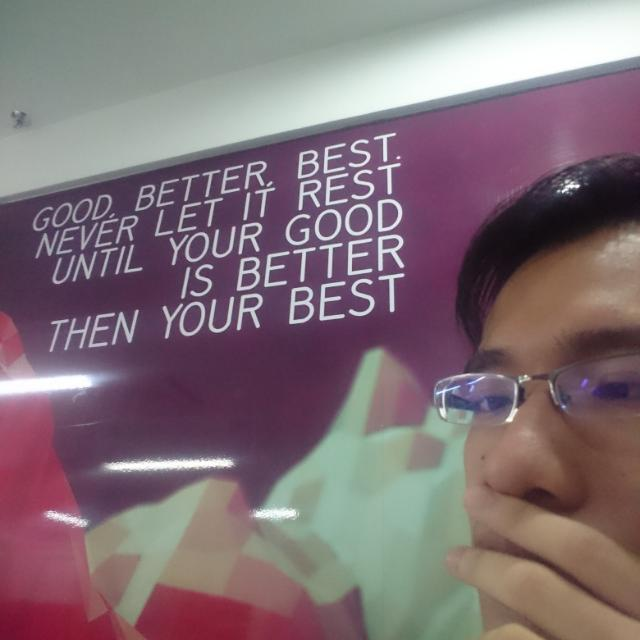 GOOD, BETTER, BEST.
NEVER LET IT REST
UNTIL YOUR GOOD
IS BETTER
THEN YOUR BEST